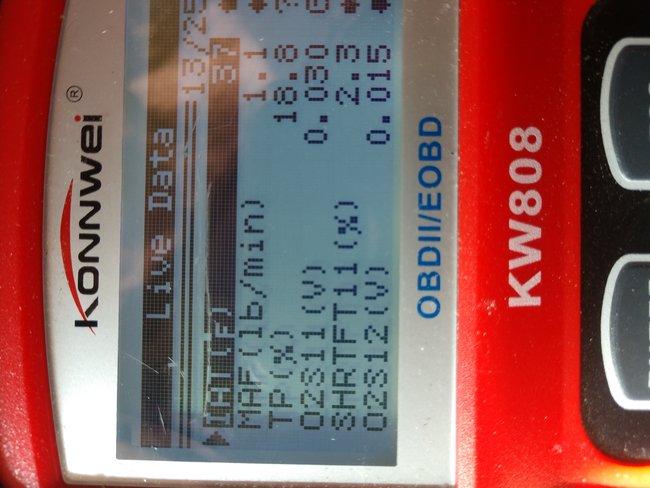 KONNWEI ®
Live Data
13/25
IAT(F) 37
MAF(lb/min) 1.1
TP(%) 18.8
O2S11(V) 0.030
SHRTFT11(%) 2.3
O2S12(V) 0.015
OBDII/EOBD
KW808